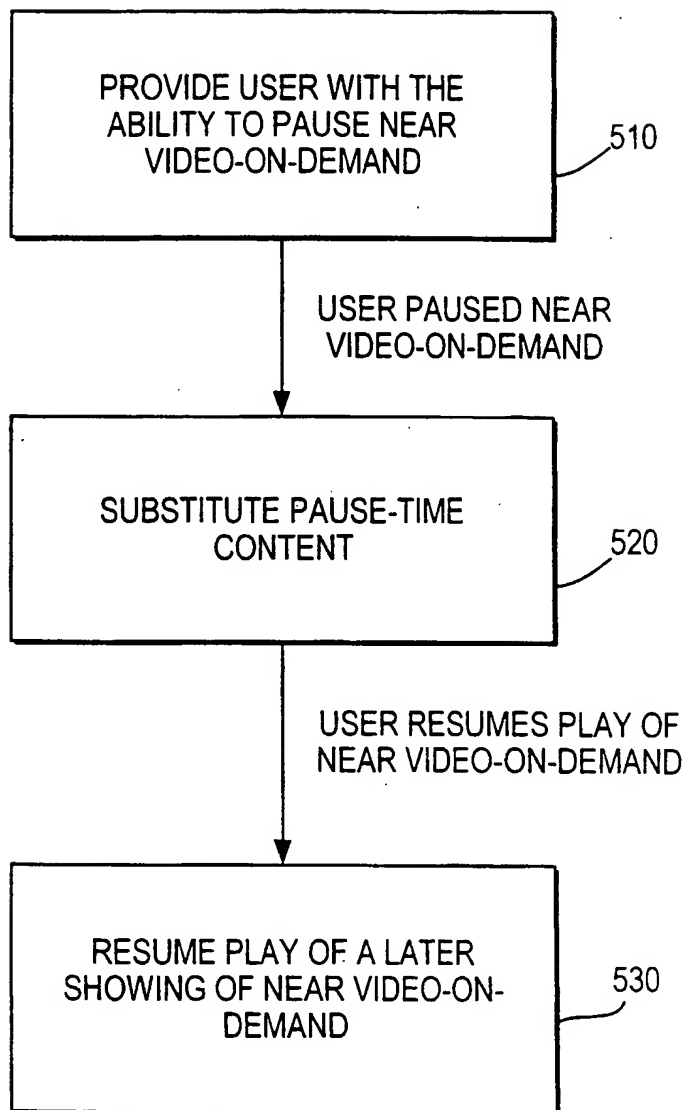 PROVIDE USER WITH THE
ABILITY TO PAUSE NEAR
VIDEO-ON-DEMAND
510
USER PAUSED NEAR
VIDEO-ON-DEMAND
SUBSTITUTE PAUSE-TIME
CONTENT
520
USER RESUMES PLAY OF
NEAR VIDEO-ON-DEMAND
RESUME PLAY OF A LATER
SHOWING OF NEAR VIDEO-ON-
DEMAND
530